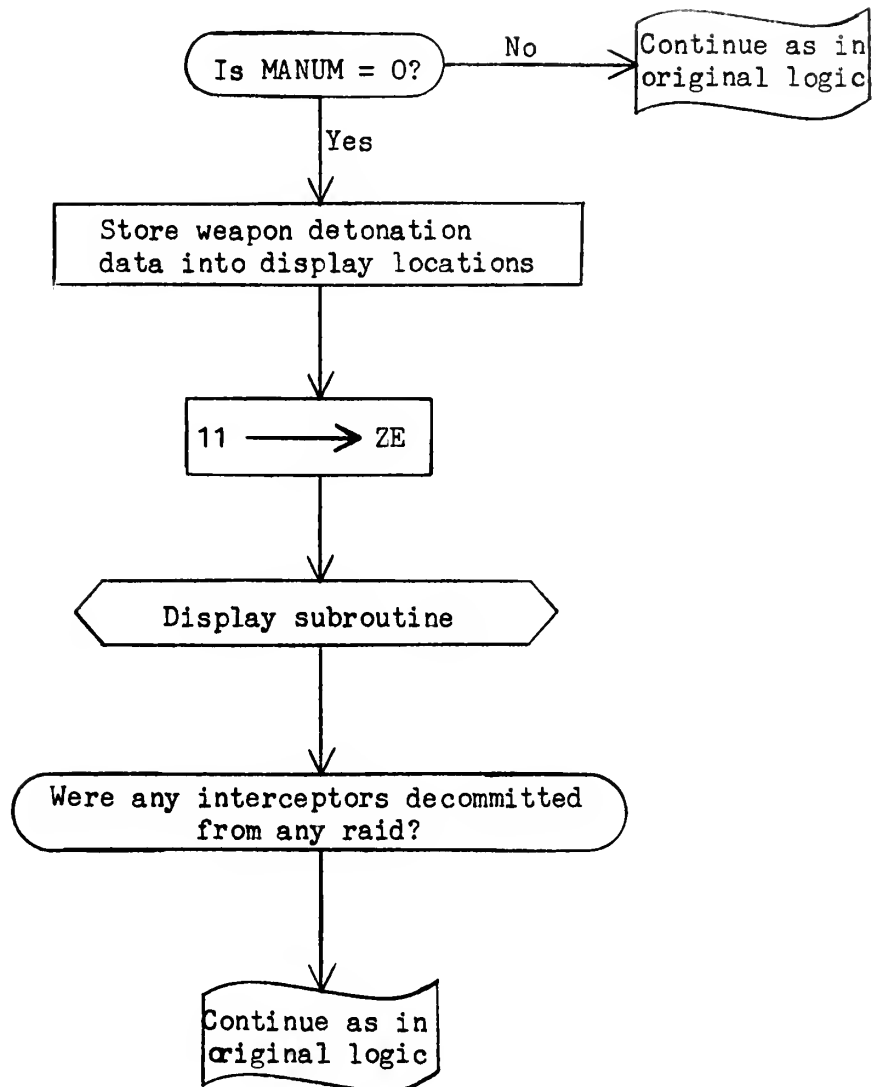 Is MANUM = 0?
No
Continue as in
original logic
Yes
Store weapon detonation
data into display locations
11 ⟶ ZE
Display subroutine
Were any interceptors decommitted
from any raid?
Continue as in
original logic